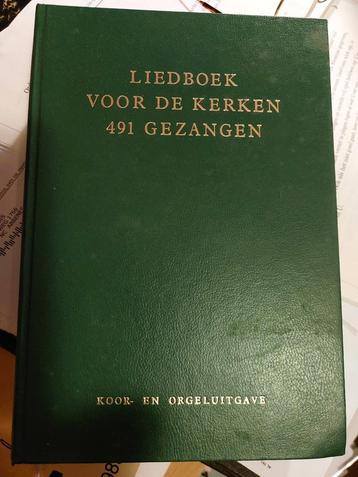 LIEDBOEK
VOOR DE KERKEN
491 GEZANGEN
KOOR- EN ORGELUITGAVE